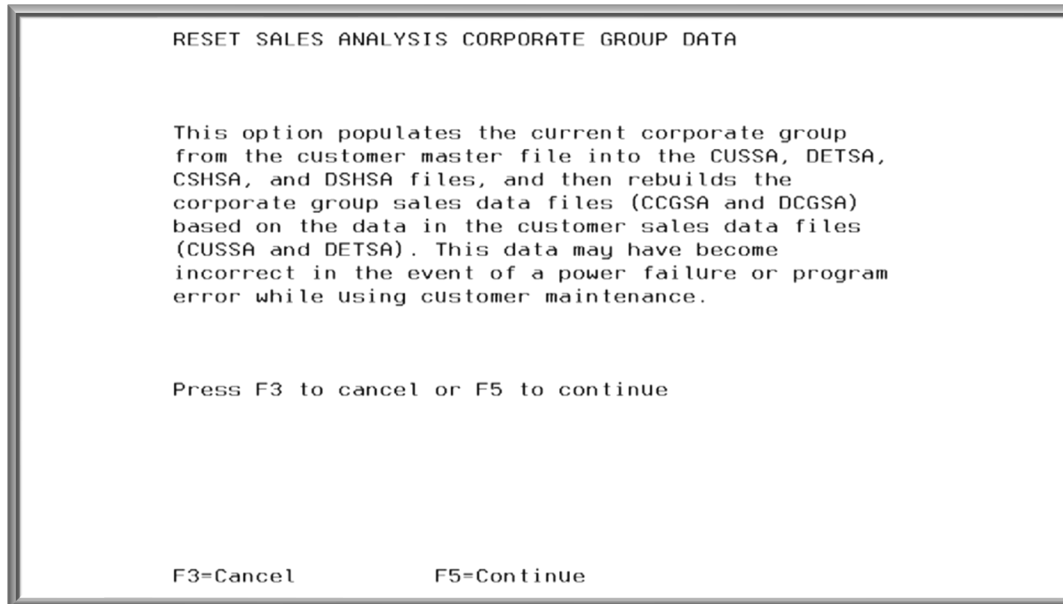 RESET SALES ANALYSIS CORPORATE GROUP DATA
This option populates the current corporate group
from the customer master file into the CUSSA, DETSA,
CSHSA, and DSHSA files, and then rebuilds the
corporate group sales data files (CCGSA and DCGSA)
based on the data in the customer sales data files
(CUSSA and DETSA). This data may have become
incorrect in the event of a power failure or program
error while using customer maintenance.
Press F3 to cancel or F5 to continue
F3=Cancel F5=Continue